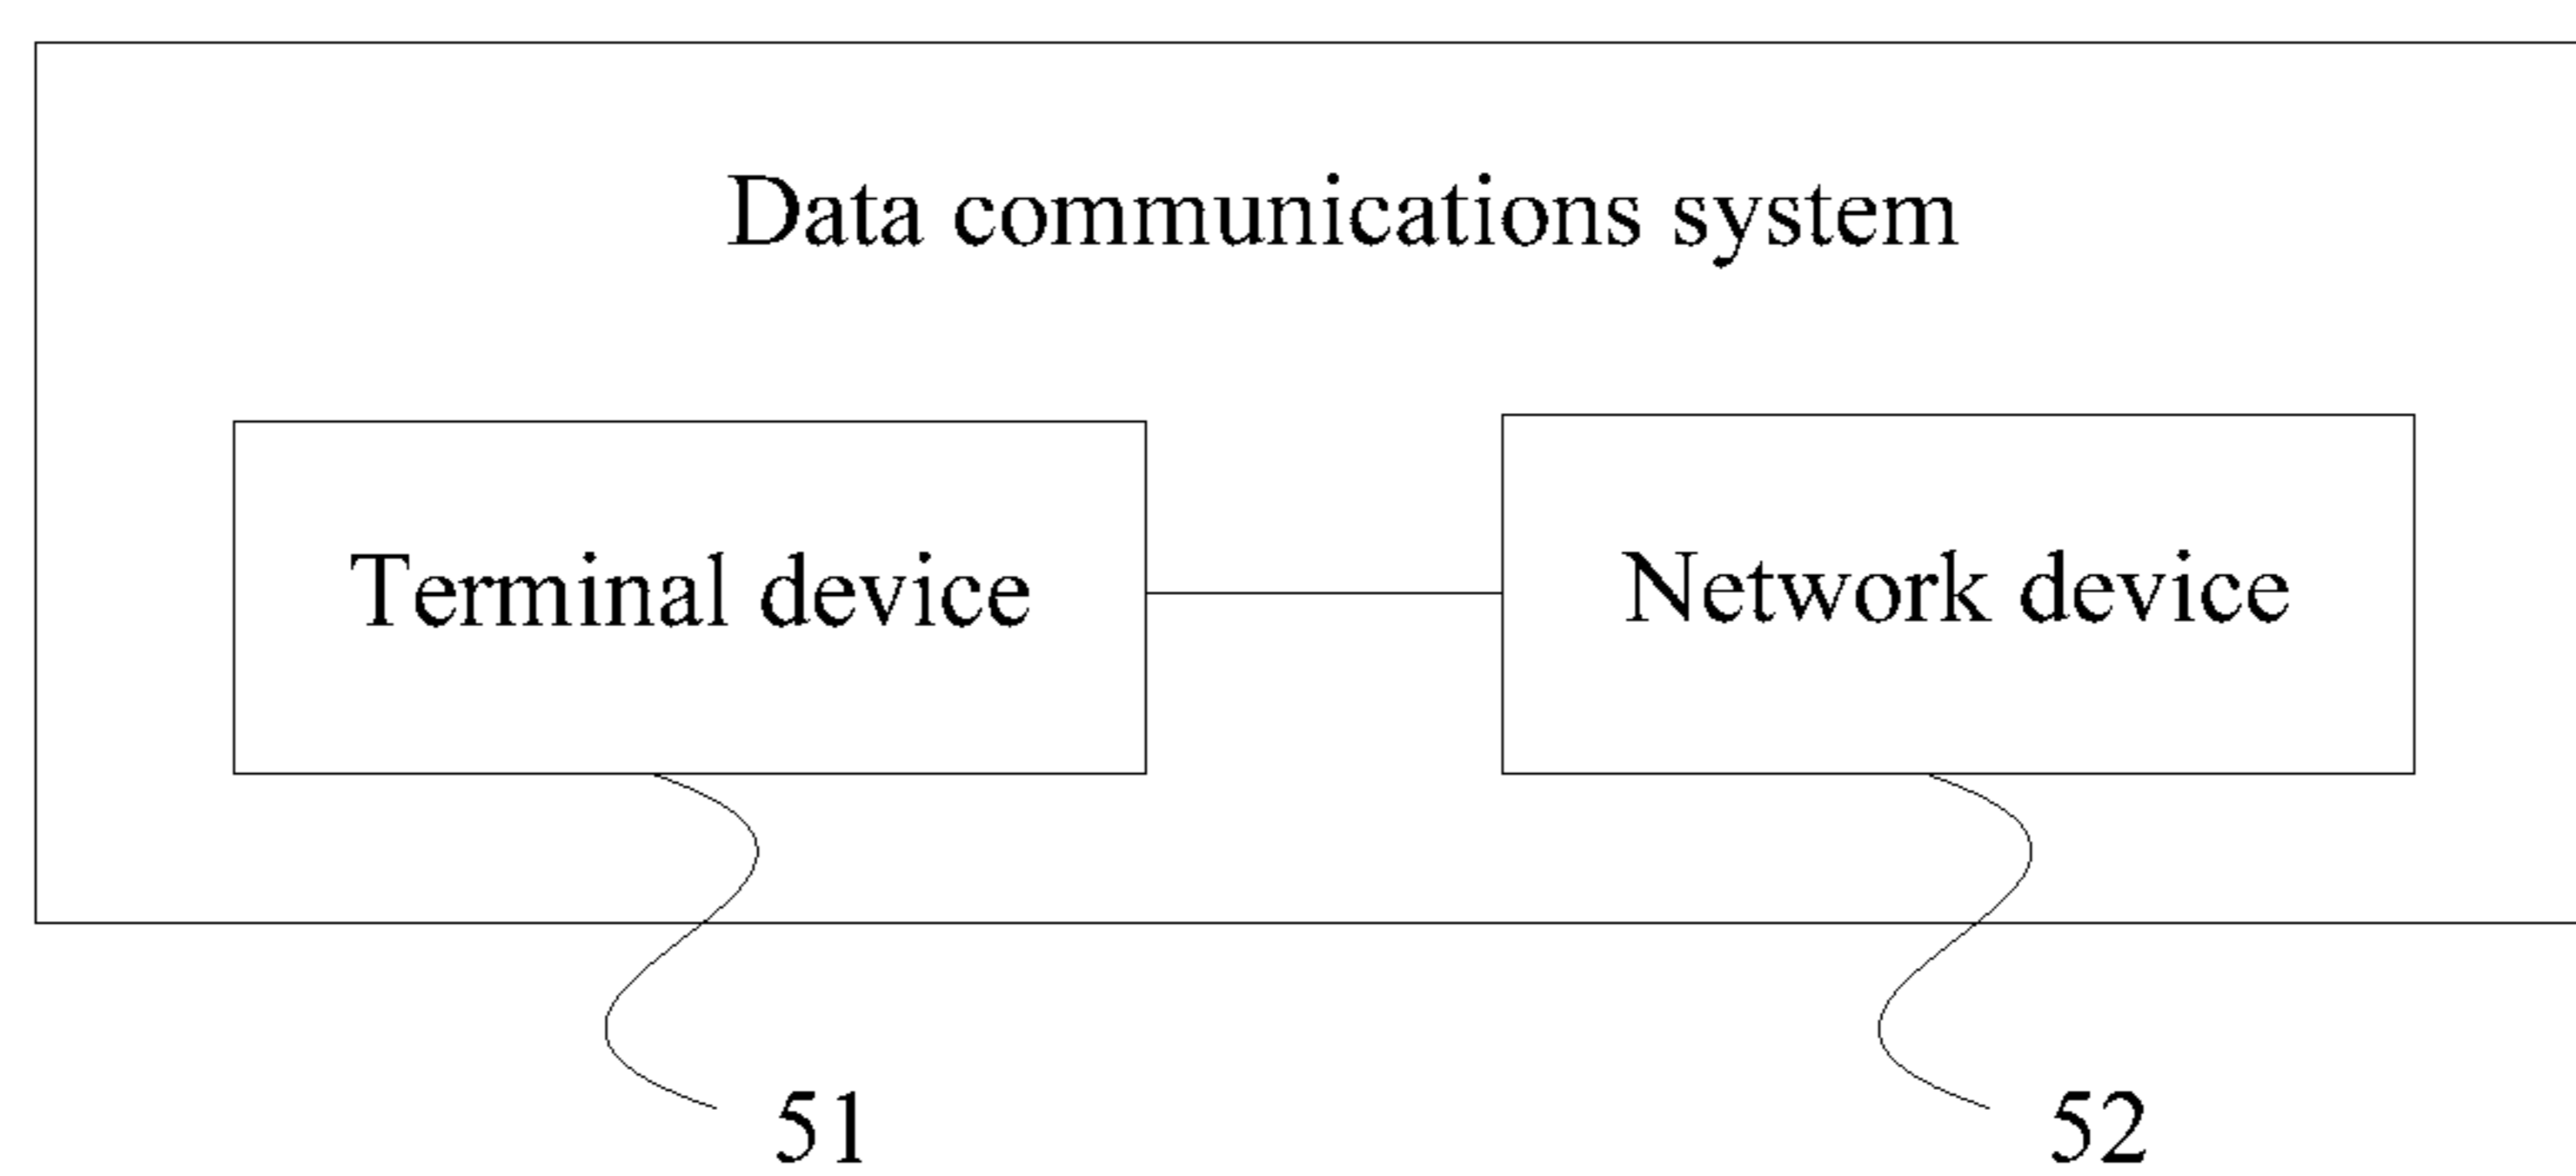 Data communications system
Terminal device
Network device
51
52